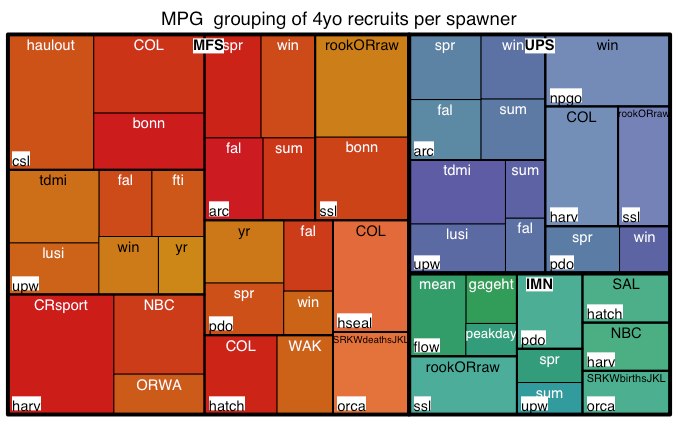 MPG grouping of 4yo recruits per spawner
haulout
COL
bonn
csl
MFS
spr
win
rookORraw
fal
sum
arc
bonn
ssl
tdmi
fal
fti
lusi
win
yr
upw
yr
fal
spr
win
pdo
COL
hseal
CRsport
NBC
ORWA
harv
COL
WAK
hatch
SRKWdeathsJKL
orca
UPS
spr
win
fal
sum
arc
win
npgo
COL
harv
rookORraw
ssl
tdmi
sum
lusi
fal
upw
spr
win
pdo
IMN
mean
gageht
peakday
flow
rookORraw
ssl
pdo
spr
sum
upw
SAL
hatch
NBC
harv
SRKWbirthsJKL
orca